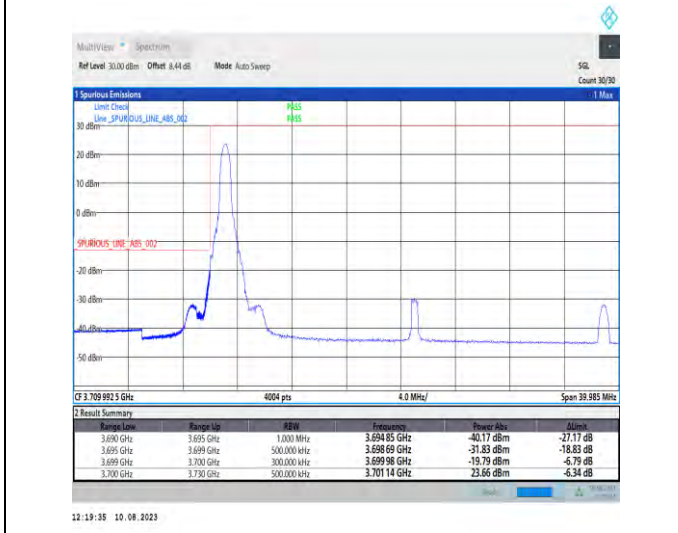 MultiView Spectrum
Ref Level 30.00 dBm Offset 8.44 dB Mode Auto Sweep SGL
Count 30/30
1 Spurious Emissions 1 Max
Limit Check PASS
Line _SPURIOUS_LINE_ABS_002 PASS
30 dBm
20 dBm
10 dBm
0 dBm
SPURIOUS_LINE_ABS_002
-20 dBm
-30 dBm
-40 dBm
-50 dBm
CF 3.709 992 5 GHz 4004 pts 4.0 MHz/ Span 39.985 MHz
2 Result Summary
Range Low Range Up RBW Frequency Power Abs ΔLimit
3.690 GHz 3.695 GHz 1.000 MHz 3.694 85 GHz -40.17 dBm -27.17 dB
3.695 GHz 3.699 GHz 500.000 kHz 3.698 69 GHz -31.83 dBm -18.83 dB
3.699 GHz 3.700 GHz 300.000 kHz 3.699 98 GHz -19.79 dBm -6.79 dB
3.700 GHz 3.730 GHz 500.000 kHz 3.701 14 GHz 23.66 dBm -6.34 dB
12:19:35 10.08.2023